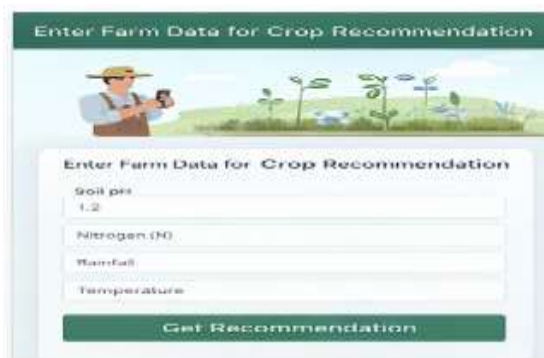 Enter Farm Data for Crop Recommendation
Enter Farm Data for Crop Recommendation
Soil pH
1.2
Nitrogen (N)
Rainfall
Temperature
Get Recommendation